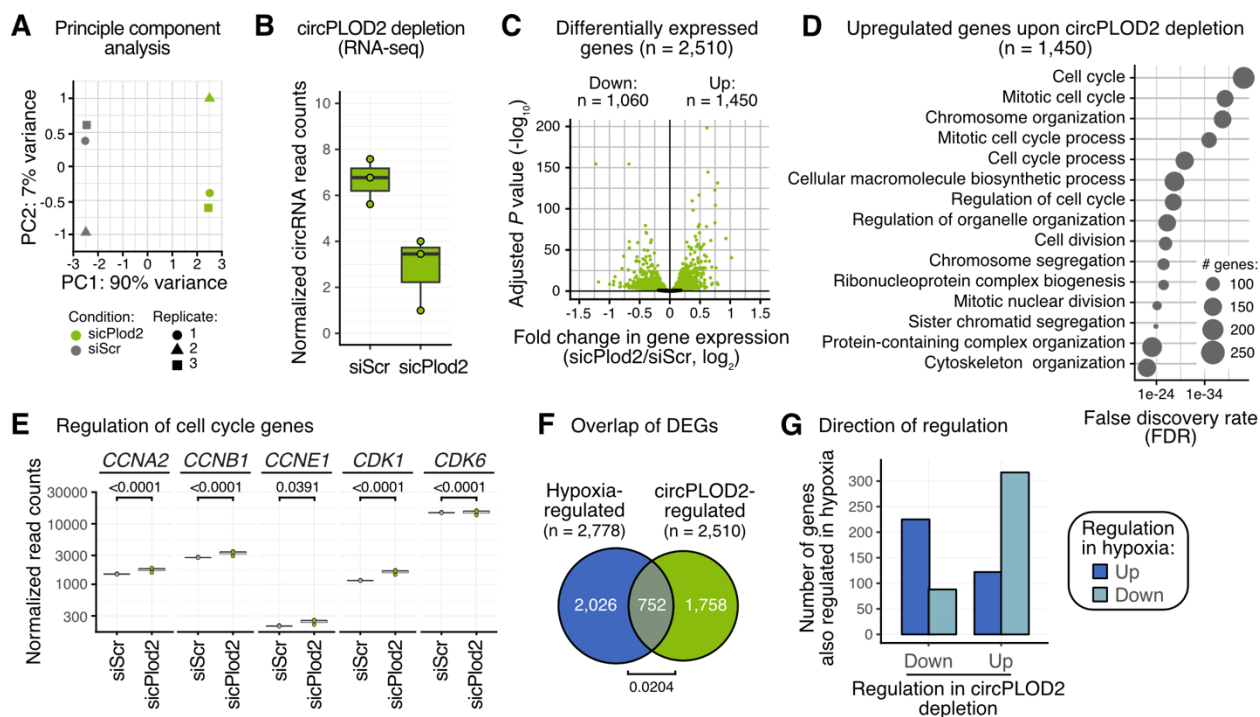 A Principle component
analysis
PC2: 7% variance
1
0.5
0
-0.5
-1
-3 -2 -1 0 1 2 3
PC1: 90% variance
Condition:
sicPlod2
siScr
Replicate:
1
2
3
B circPLOD2 depletion
(RNA-seq)
Normalized circRNA read counts
10
8
6
4
2
0
siScr sicPlod2
C Differentially expressed
genes (n = 2,510)
Down:
n = 1,060
Up:
n = 1,450
Adjusted P value (-log10)
200
150
100
50
0
-1.5 -1 -0.5 0 0.5 1 1.5
Fold change in gene expression
(sicPlod2/siScr, log2)
D Upregulated genes upon circPLOD2 depletion
(n = 1,450)
Cell cycle
Mitotic cell cycle
Chromosome organization
Mitotic cell cycle process
Cell cycle process
Cellular macromolecule biosynthetic process
Regulation of cell cycle
Regulation of organelle organization
Cell division
Chromosome segregation
Ribonucleoprotein complex biogenesis
Mitotic nuclear division
Sister chromatid segregation
Protein-containing complex organization
Cytoskeleton organization
# genes:
100
150
200
250
1e-24 1e-34
False discovery rate
(FDR)
E Regulation of cell cycle genes
CCNA2 CCNB1 CCNE1 CDK1 CDK6
<0.0001 <0.0001 0.0391 <0.0001 <0.0001
Normalized read counts
30000
10000
3000
1000
300
siScr sicPlod2 siScr sicPlod2 siScr sicPlod2 siScr sicPlod2 siScr sicPlod2
F Overlap of DEGs
Hypoxia-
regulated
(n = 2,778)
circPLOD2-
regulated
(n = 2,510)
2,026 752 1,758
0.0204
G Direction of regulation
Number of genes
also regulated in hypoxia
300
250
200
150
100
50
0
Down Up
Regulation in circPLOD2
depletion
Regulation
in hypoxia:
Up
Down